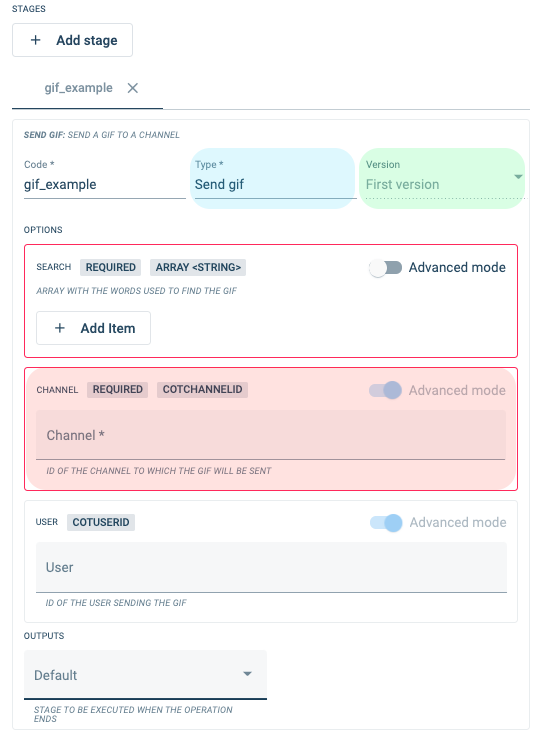 STAGES
+ Add stage
gif_example
SEND GIF: SEND A GIF TO A CHANNEL
Code * Type * Version
gif_example Send gif First version
OPTIONS
SEARCH REQUIRED ARRAY <STRING> Advanced mode
ARRAY WITH THE WORDS USED TO FIND THE GIF
+ Add Item
CHANNEL REQUIRED COTCHANNELID Advanced mode
Channel *
ID OF THE CHANNEL TO WHICH THE GIF WILL BE SENT
USER COTUSERID Advanced mode
User
ID OF THE USER SENDING THE GIF
OUTPUTS
Default
STAGE TO BE EXECUTED WHEN THE OPERATION
ENDS